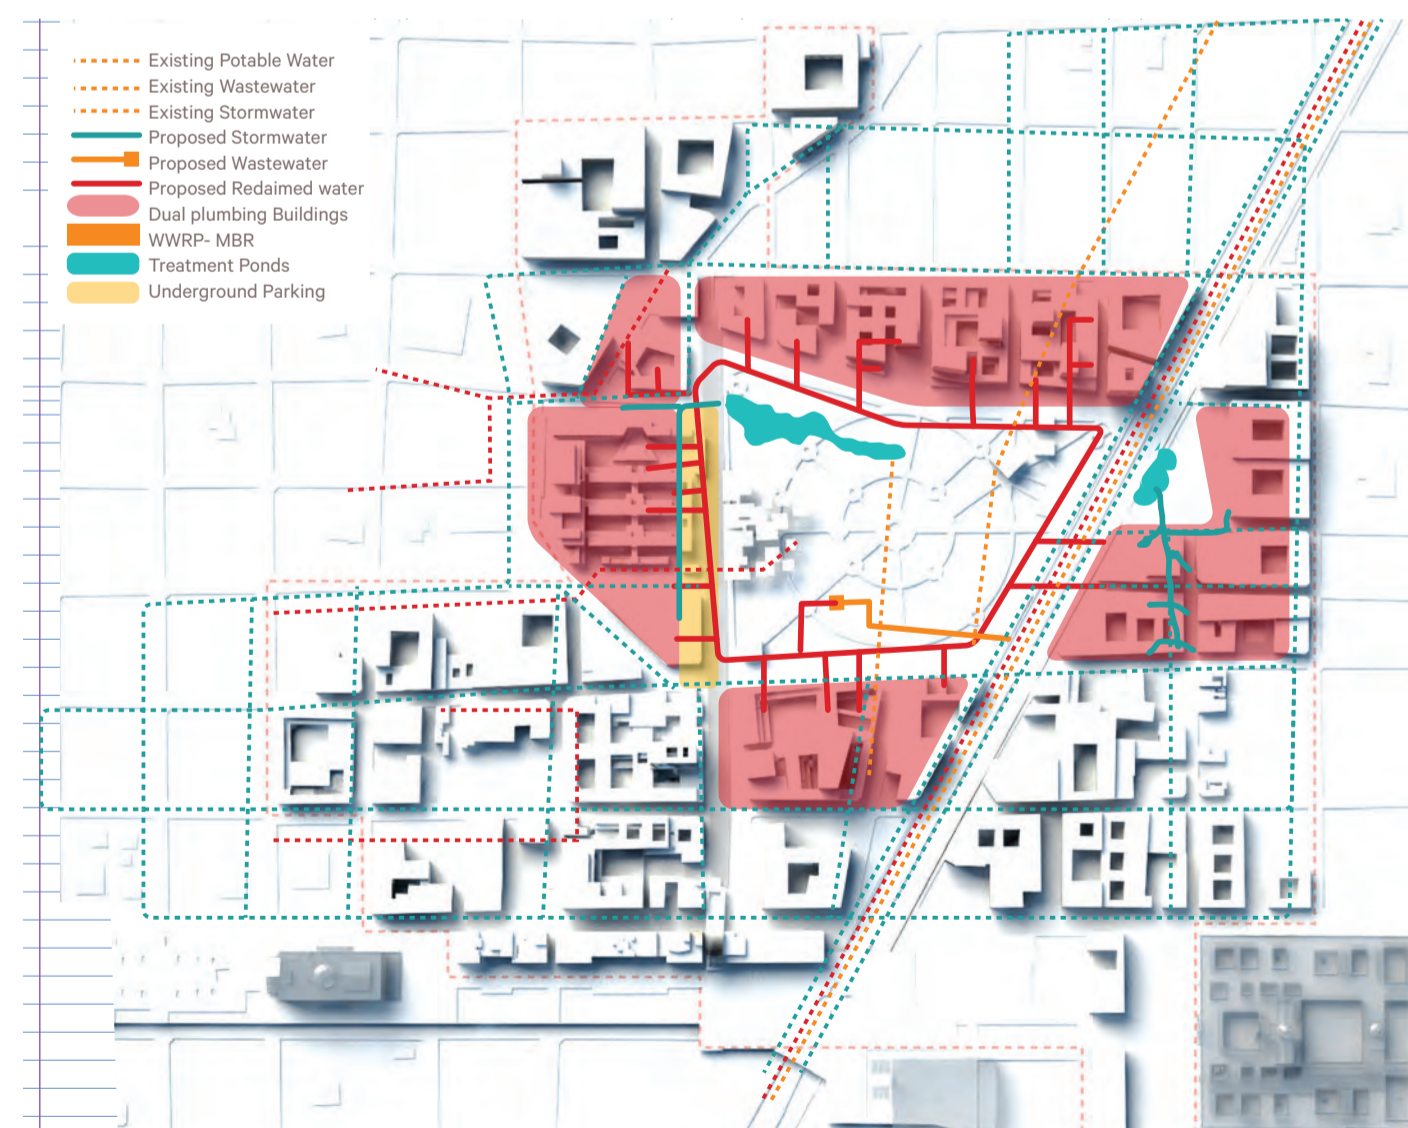 Existing Potable Water
Existing Wastewater
Existing Stormwater
Proposed Stormwater
Proposed Wastewater
Proposed Redaimed water
Dual plumbing Buildings
WWRP- MBR
Treatment Ponds
Underground Parking